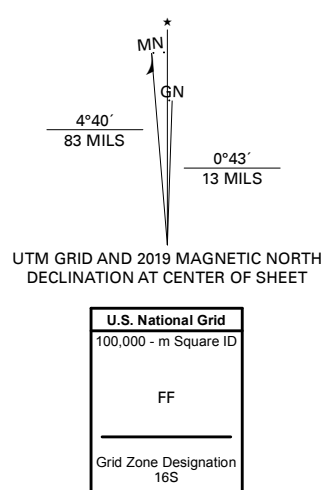 MN
GN
4°40´
83 MILS
0°43´
13 MILS
UTM GRID AND 2019 MAGNETIC NORTH
DECLINATION AT CENTER OF SHEET
U.S. National Grid
100,000 - m Square ID
FF
Grid Zone Designation
16S